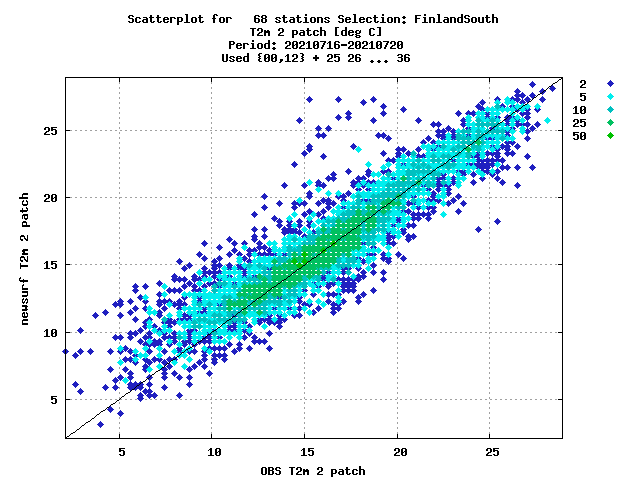 Scatterplot for   68 stations Selection: FinlandSouth
T2m 2 patch [deg C]
Period: 20210716-20210720
Used {00,12} + 25 26 ... 36
2
5
10
25
50
25
20
15
10
5
newsurf T2m 2 patch
5 10 15 20 25
OBS T2m 2 patch